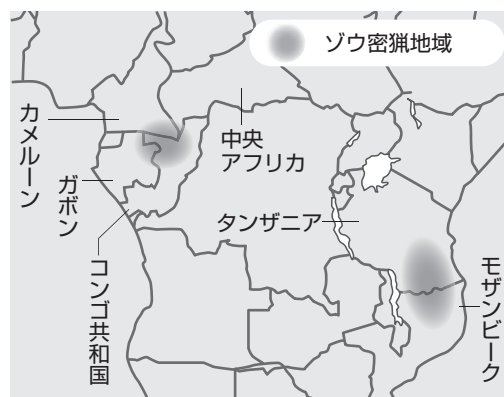 ゾウ密猟地域
カメルーン
ガボン
コンゴ共和国
中央
アフリカ
タンザニア
モザンビーク